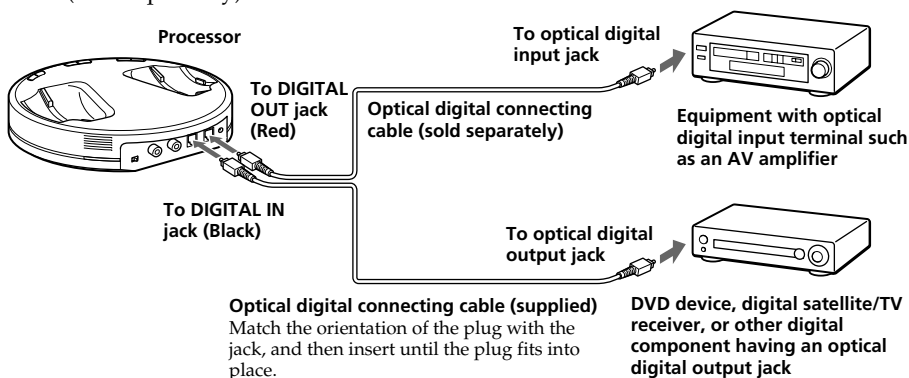 Processor
To DIGITAL
OUT jack
(Red)
To optical digital
input jack
Optical digital connecting
cable (sold separately)
Equipment with optical
digital input terminal such
as an AV amplifier
To DIGITAL IN
jack (Black)
To optical digital
output jack
Optical digital connecting cable (supplied)
Match the orientation of the plug with the
jack, and then insert until the plug fits into
place.
DVD device, digital satellite/TV
receiver, or other digital
component having an optical
digital output jack